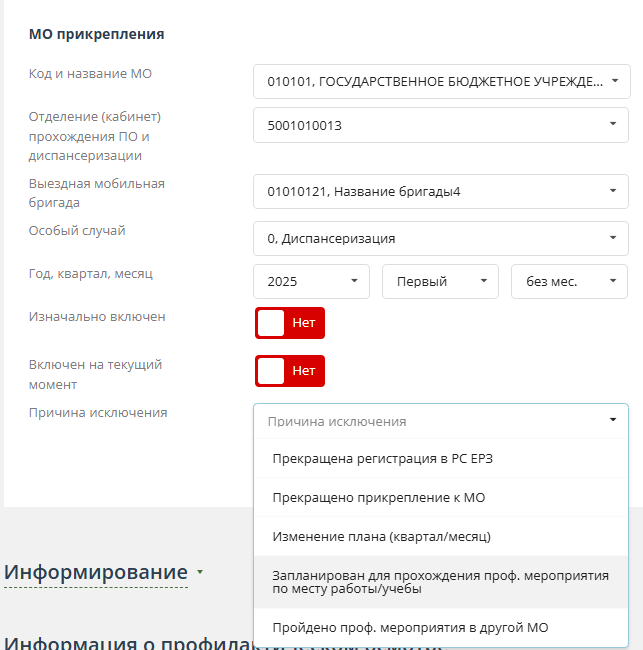 МО прикрепления
Код и название МО
010101, ГОСУДАРСТВЕННОЕ БЮДЖЕТНОЕ УЧРЕЖДЕ...
Отделение (кабинет)
прохождения ПО и
диспансеризации
5001010013
Выездная мобильная
бригада
01010121, Название бригады4
Особый случай
0, Диспансеризация
Год, квартал, месяц
2025
Первый
без мес.
Изначально включен
Нет
Включен на текущий
момент
Нет
Причина исключения
Причина исключения
Прекращена регистрация в РС ЕРЗ
Прекращено прикрепление к МО
Изменение плана (квартал/месяц)
Запланирован для прохождения проф. мероприятия
по месту работы/учебы
Пройдено проф. мероприятия в другой МО
Информирование
Информация о